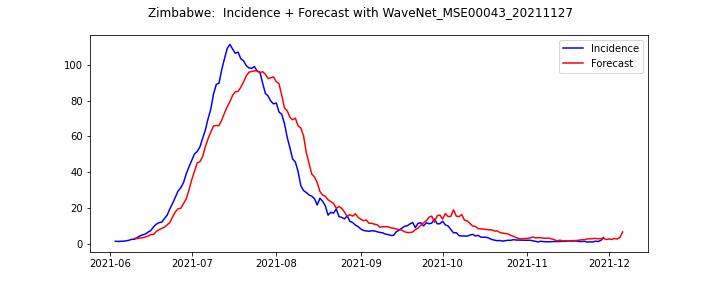 Zimbabwe:  Incidence + Forecast with WaveNet_MSE00043_20211127
Incidence
Forecast
100
80
60
40
20
0
2021-06 2021-07 2021-08 2021-09 2021-10 2021-11 2021-12